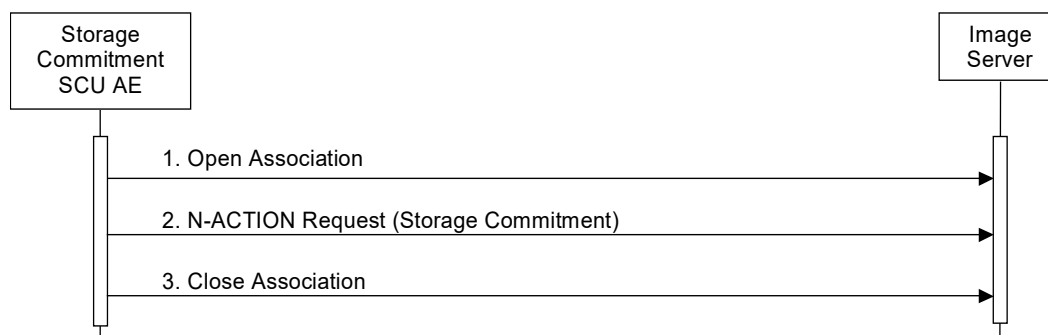 Storage
Commitment
SCU AE
Image
Server
1. Open Association
2. N-ACTION Request (Storage Commitment)
3. Close Association